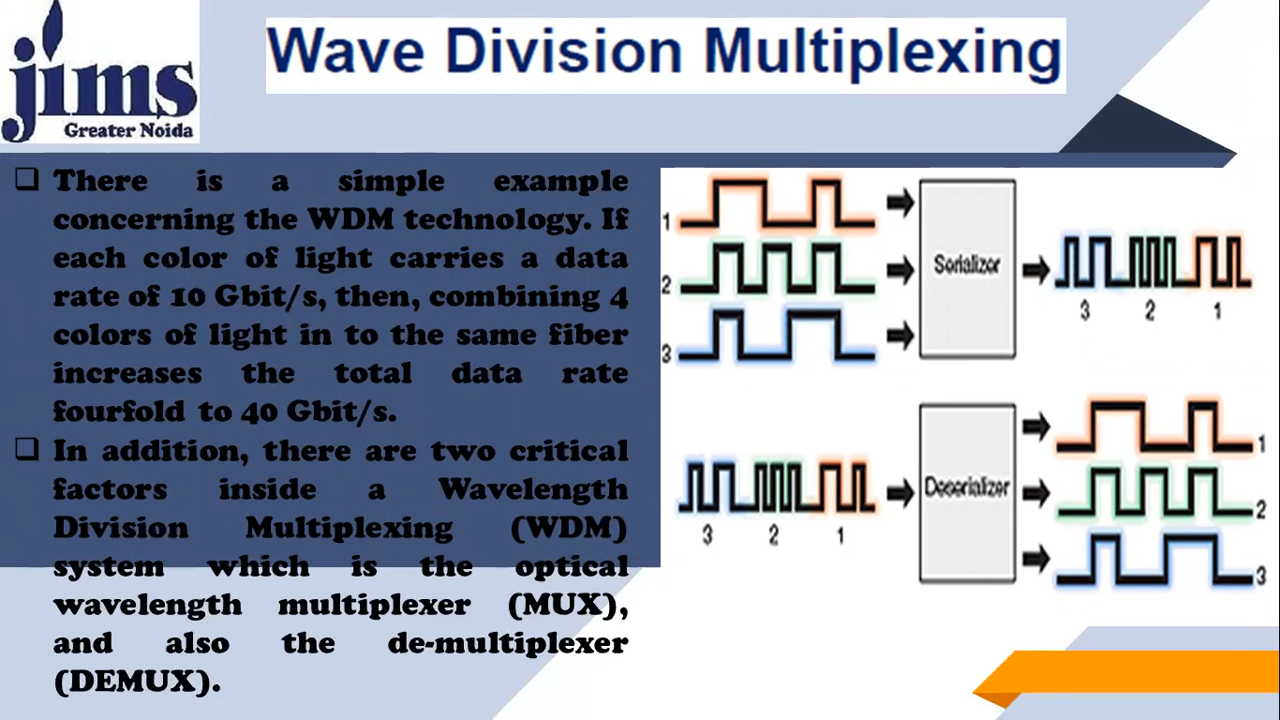 jims
Greater Noida
Wave Division Multiplexing
❑ There is a simple example
concerning the WDM technology. If
each color of light carries a data
rate of 10 Gbit/s, then, combining 4
colors of light in to the same fiber
increases the total data rate
fourfold to 40 Gbit/s.
❑ In addition, there are two critical
factors inside a Wavelength
Division Multiplexing (WDM)
system which is the optical
wavelength multiplexer (MUX),
and also the de-multiplexer
(DEMUX).
1
2
3
Serializer
3 2 1
3 2 1
Deserializer
1
2
3